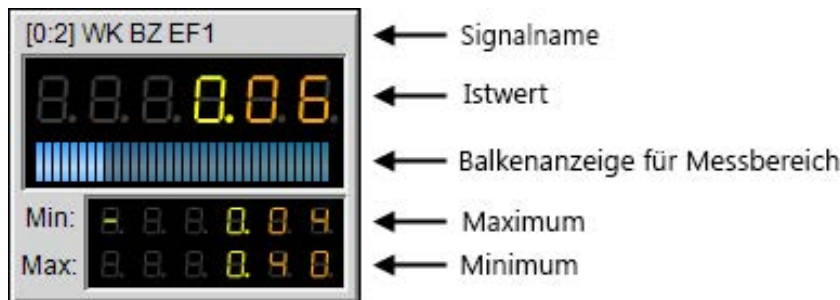 [0:2] WK BZ EF1
Signalname
0.06
Istwert
Balkenanzeige für Messbereich
Min: - 0.04
Maximum
Max: 0.40
Minimum